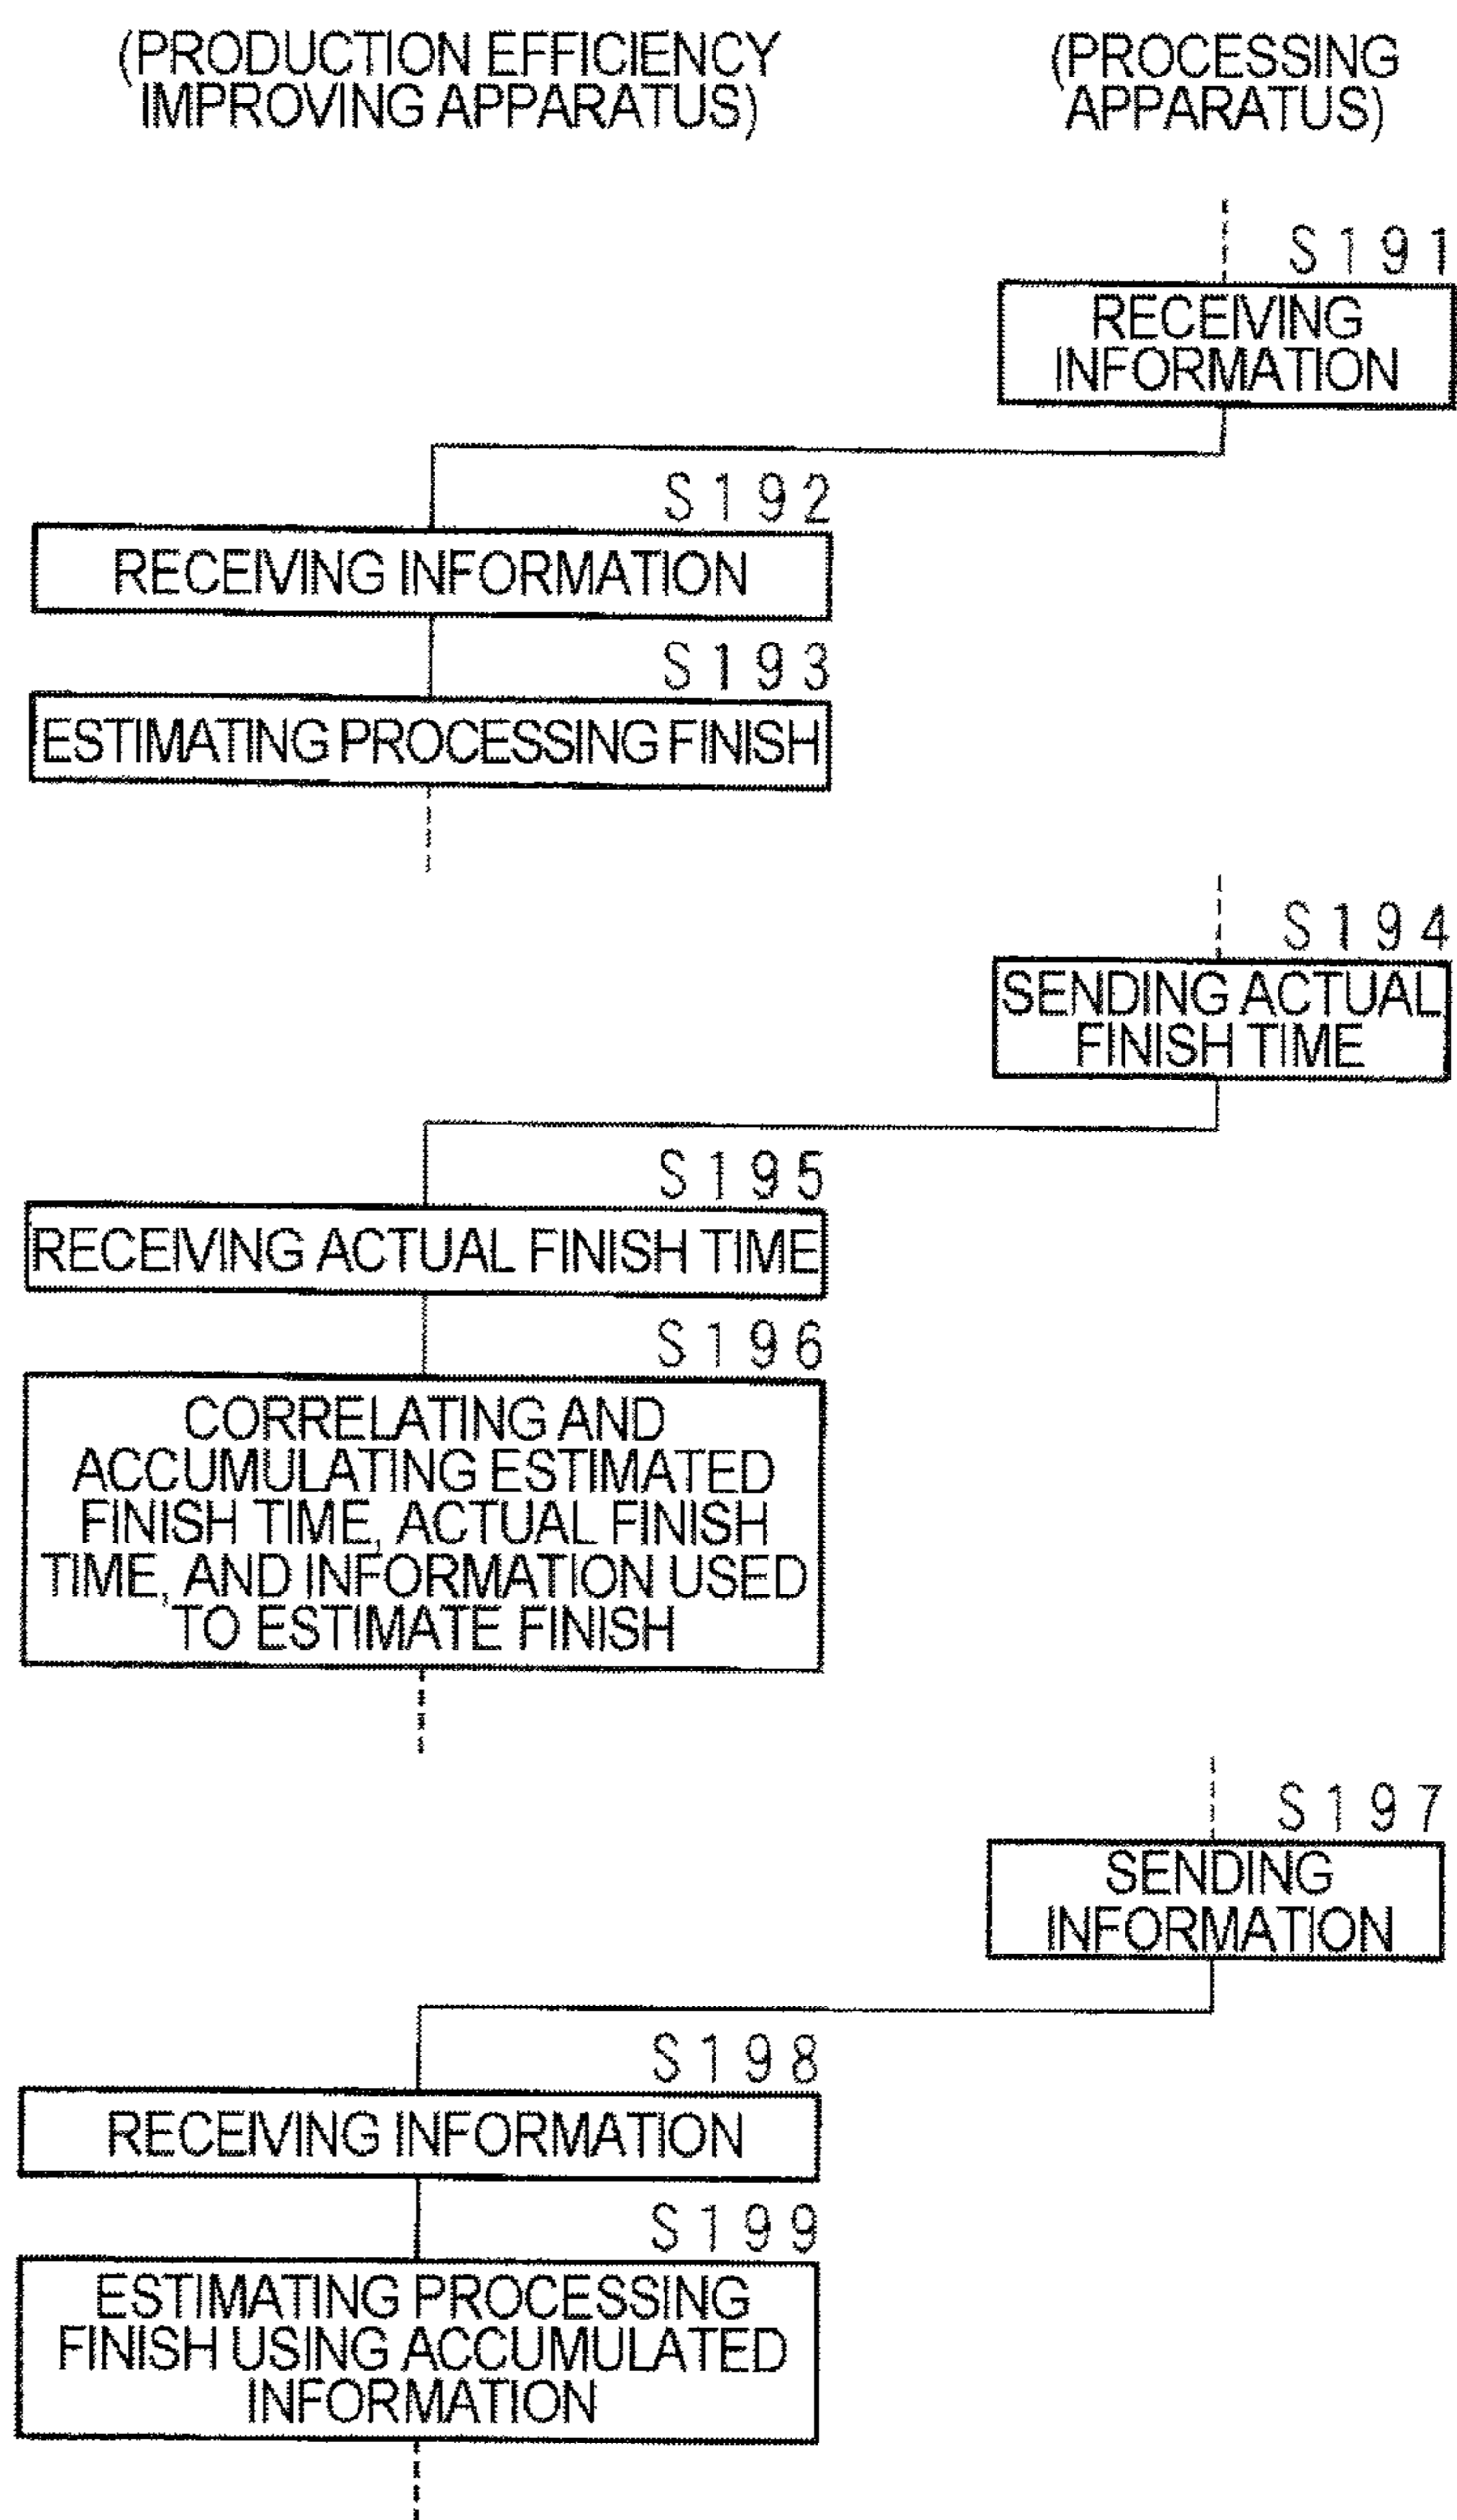 (PRODUCTION EFFICIENCY
IMPROVING APPARATUS)
(PROCESSING
APPARATUS)
S191
RECEIVING
INFORMATION
S192
RECEIVING INFORMATION
S193
ESTIMATING PROCESSING FINISH
S194
SENDING ACTUAL
FINISH TIME
S195
RECEIVING ACTUAL FINISH TIME
S196
CORRELATING AND
ACCUMULATING ESTIMATED
FINISH TIME, ACTUAL FINISH
TIME, AND INFORMATION USED
TO ESTIMATE FINISH
S197
SENDING
INFORMATION
S198
RECEIVING INFORMATION
S199
ESTIMATING PROCESSING
FINISH USING ACCUMULATED
INFORMATION